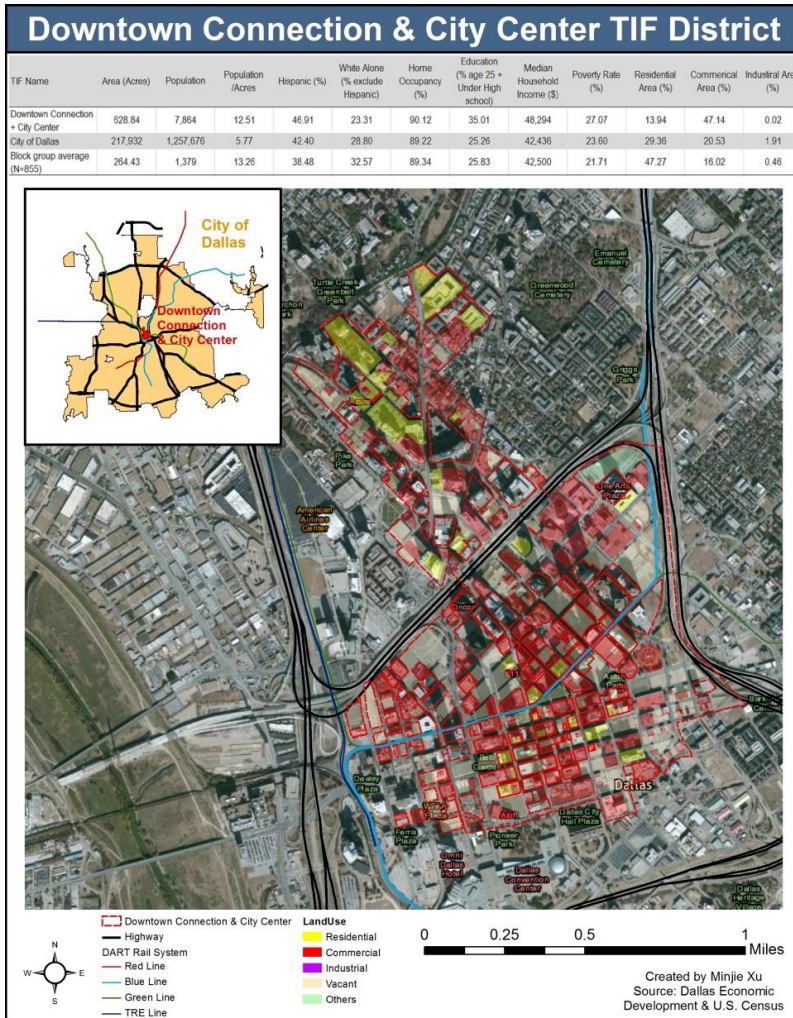 Downtown Connection & City Center TIF District
TIF Name
Area (Acres)
Population
Population
/Acres
Hispanic (%)
White Alone
(% exclude
Hispanic)
Home
Occupancy
(%)
Education
(% age 25 +
Under High
school)
Median
Household
Income ($)
Poverty Rate
(%)
Residential
Area (%)
Commerical
Area (%)
Industiral Are
(%)
Downtown Connection
+ City Center
628.84 7,864 12.51 46.91 23.31 90.12 35.01 48,294 27.07 13.94 47.14 0.02
City of Dallas 217,932 1,257,676 5.77 42.40 28.80 89.22 25.26 42,436 23.60 29.36 20.53 1.91
Block group average
(N=855)
264.43 1,379 13.26 38.48 32.57 89.34 25.83 42,500 21.71 47.27 16.02 0.46
City of
Dallas
Downtown
Connection
& City Center
Emanuel
Cemetery
Turtle Creek
Greenbelt
Park
Greenwood
Cemetery
Griggs
Park
Azure
Pike
Park
American
Airlines
Center
One Arts
Plaza
Dealey
Plaza
Garden
Dallas
Plaza
Aloft
Dallas City
Hall Plaza
Ferris
Plaza
Pioneer
Park
Omni
Dallas
Hotel
Dallas
Convention
Center
Dallas
Heritage
Village
Downtown Connection & City Center
Highway
DART Rail System
Red Line
Blue Line
Green Line
TRE Line
LandUse
Residential
Commercial
Industrial
Vacant
Others
N
W E
S
0 0.25 0.5 1
Miles
Created by Minjie Xu
Source: Dallas Economic
Development & U.S. Census